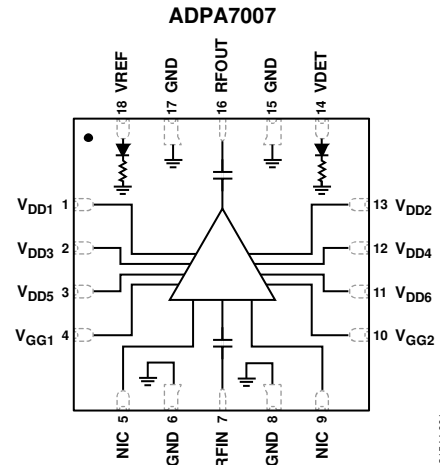 ADPA7007
18 VREF
17 GND
16 RFOUT
15 GND
14 VDET
VDD1 1
VDD3 2
VDD5 3
VGG1 4
13 VDD2
12 VDD4
11 VDD6
10 VGG2
NIC 5
GND 6
RFIN 7
GND 8
NIC 9